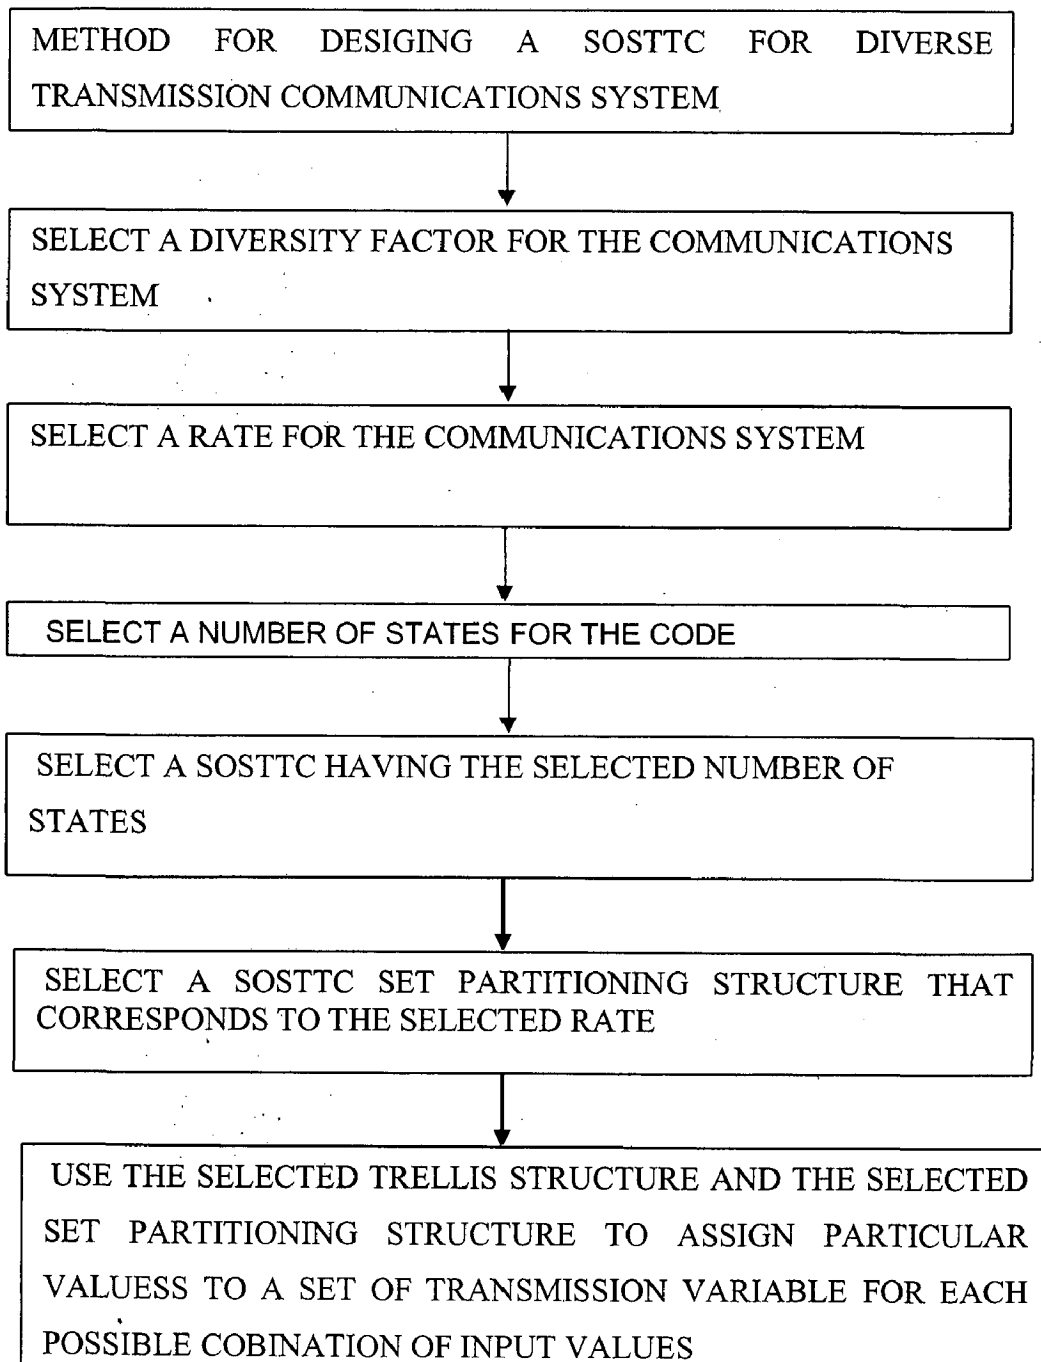 METHOD FOR DESIGING A SOSTTC FOR DIVERSE
TRANSMISSION COMMUNICATIONS SYSTEM
SELECT A DIVERSITY FACTOR FOR THE COMMUNICATIONS
SYSTEM
SELECT A RATE FOR THE COMMUNICATIONS SYSTEM
SELECT A NUMBER OF STATES FOR THE CODE
SELECT A SOSTTC HAVING THE SELECTED NUMBER OF
STATES
SELECT A SOSTTC SET PARTITIONING STRUCTURE THAT
CORRESPONDS TO THE SELECTED RATE
USE THE SELECTED TRELLIS STRUCTURE AND THE SELECTED
SET PARTITIONING STRUCTURE TO ASSIGN PARTICULAR
VALUESS TO A SET OF TRANSMISSION VARIABLE FOR EACH
POSSIBLE COBINATION OF INPUT VALUES